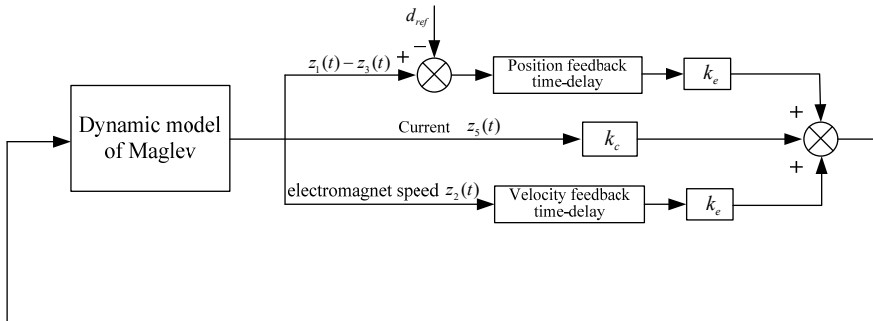 d_ref
−
+
z_1(t) − z_3(t)
Position feedback
time-delay
k_e
Dynamic model
of Maglev
Current z_5(t)
k_c
+
+
+
electromagnet speed z_2(t)
Velocity feedback
time-delay
k_e